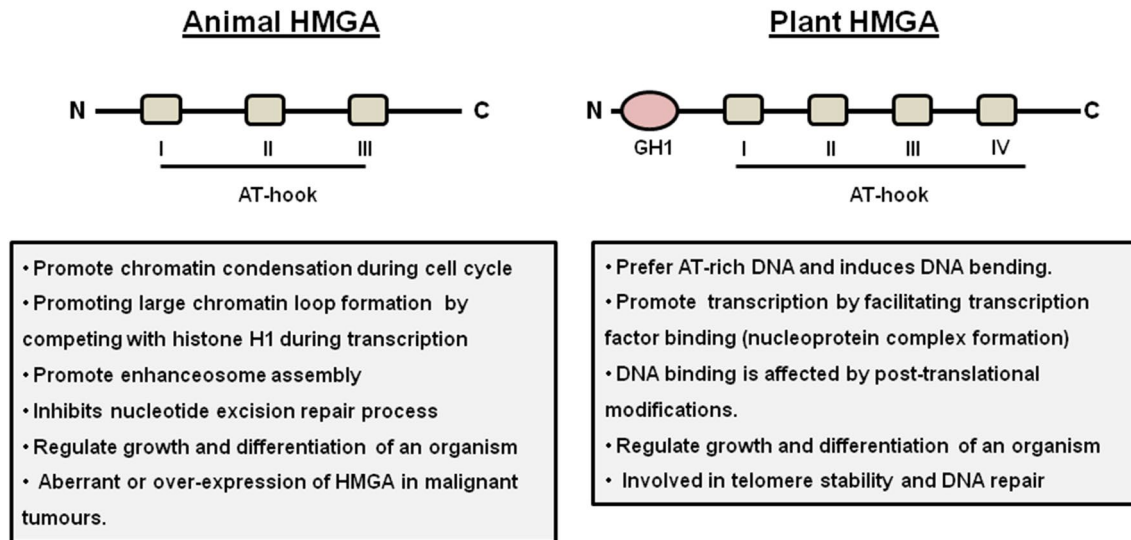 Animal HMGA
N C
I II III
AT-hook
• Promote chromatin condensation during cell cycle
• Promoting large chromatin loop formation by
competing with histone H1 during transcription
• Promote enhanceosome assembly
• Inhibits nucleotide excision repair process
• Regulate growth and differentiation of an organism
• Aberrant or over-expression of HMGA in malignant
tumours.
Plant HMGA
N C
GH1 I II III IV
AT-hook
• Prefer AT-rich DNA and induces DNA bending.
• Promote transcription by facilitating transcription
factor binding (nucleoprotein complex formation)
• DNA binding is affected by post-translational
modifications.
• Regulate growth and differentiation of an organism
• Involved in telomere stability and DNA repair